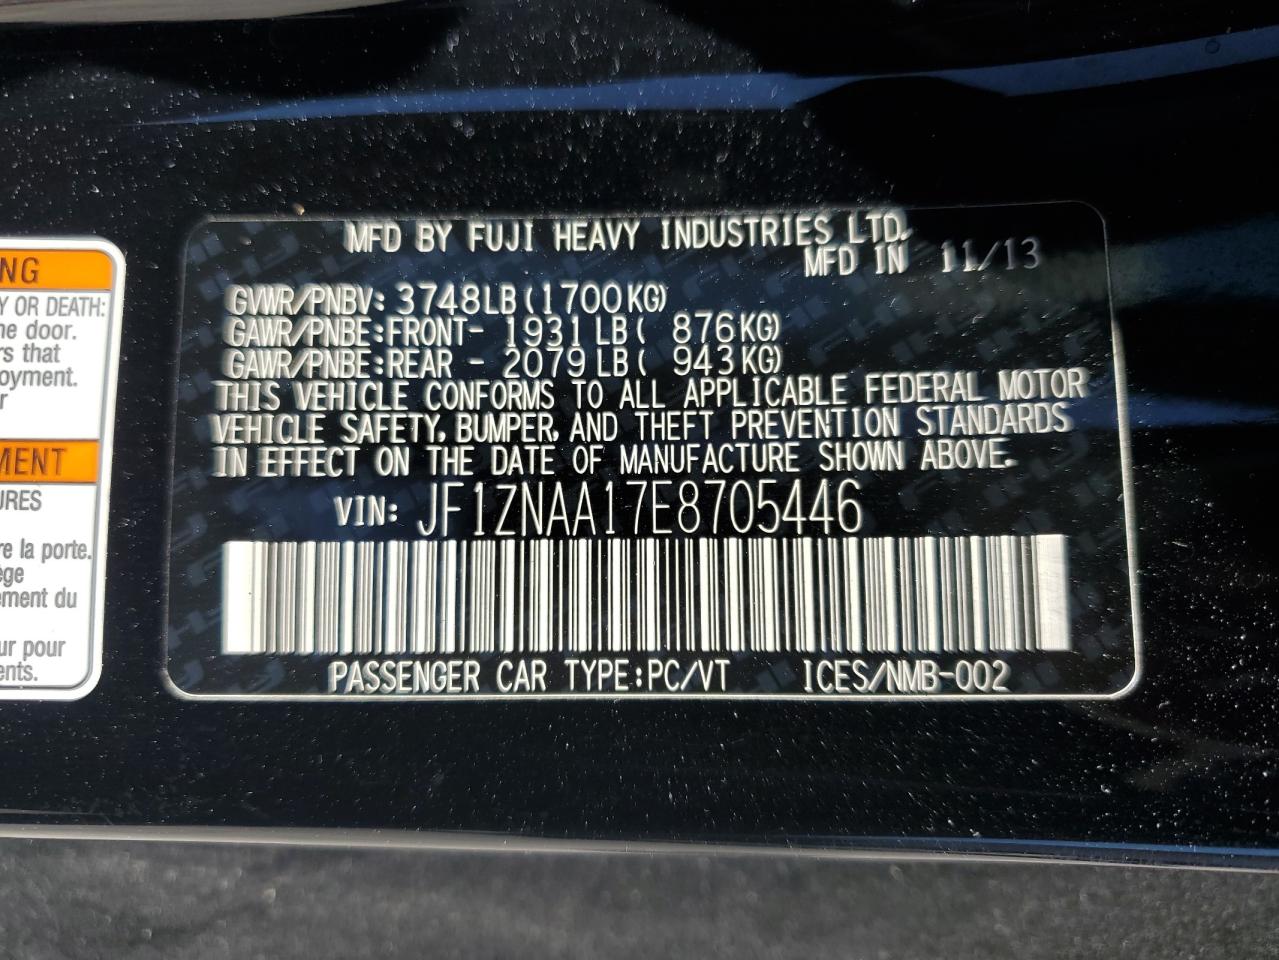 NG
Y OR DEATH:
ne door.
rs that
oyment.
r
MENT
URES
re la porte.
ège
ement du
ur pour
ents.
MFD BY FUJI HEAVY INDUSTRIES LTD.
MFD IN 11/13
GVWR/PNBV: 3748LB (1700KG)
GAWR/PNBE:FRONT- 1931 LB ( 876KG)
GAWR/PNBE:REAR - 2079 LB ( 943KG)
THIS VEHICLE CONFORMS TO ALL APPLICABLE FEDERAL MOTOR
VEHICLE SAFETY, BUMPER, AND THEFT PREVENTION STANDARDS
IN EFFECT ON THE DATE OF MANUFACTURE SHOWN ABOVE.
VIN: JF1ZNAA17E8705446
PASSENGER CAR TYPE:PC/VT ICES/NMB-002